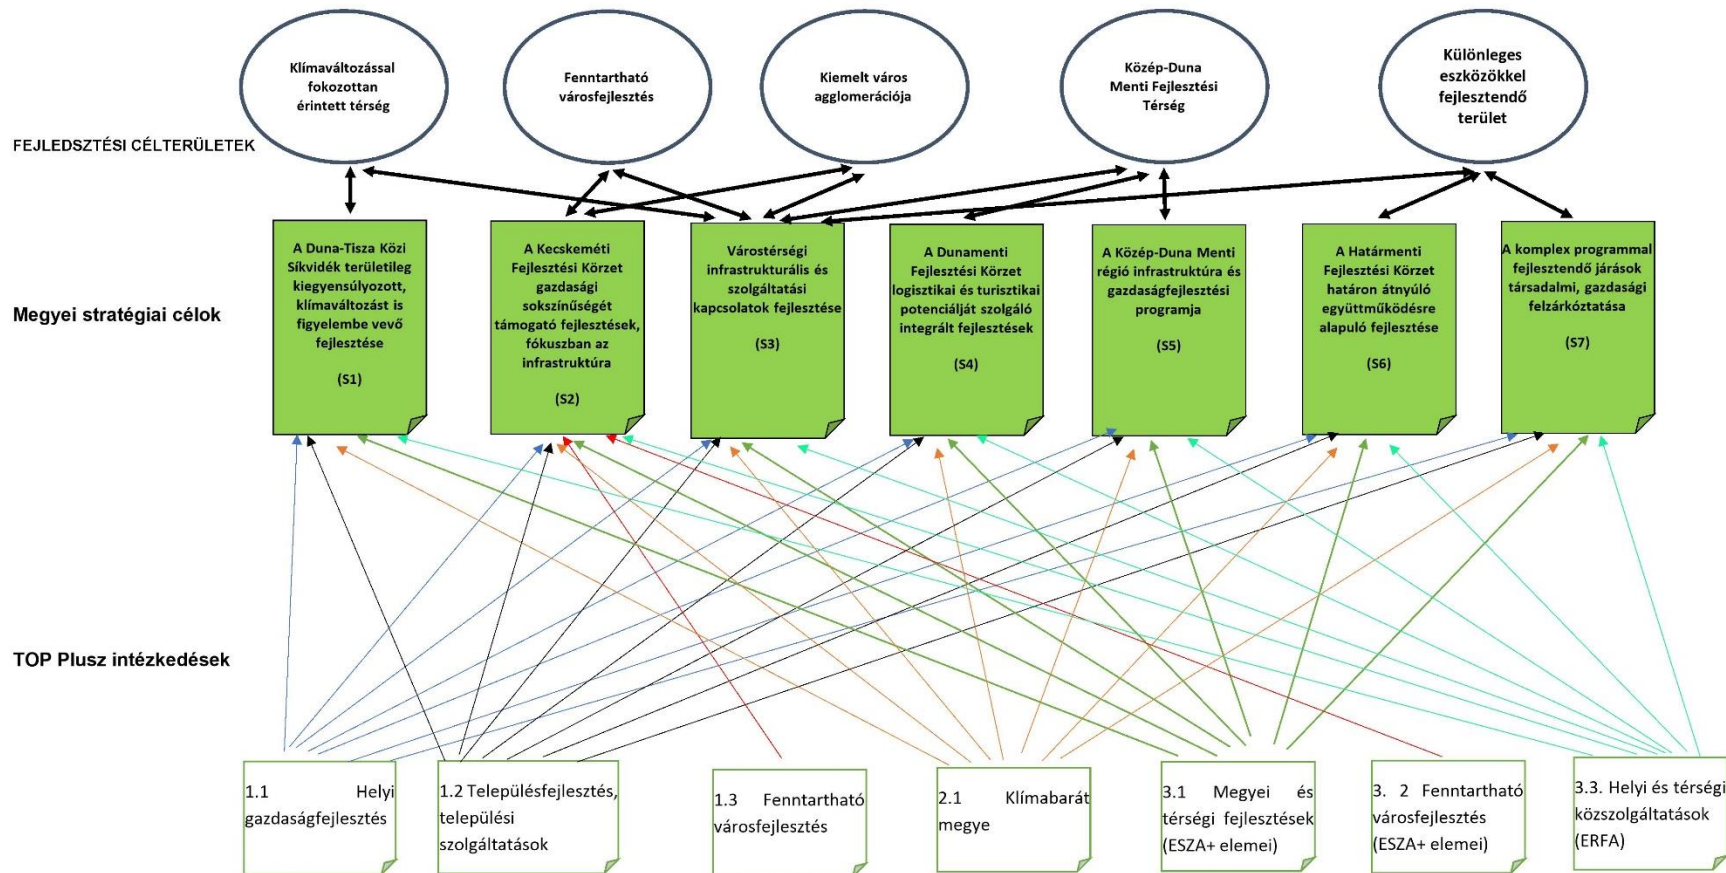 Klímaváltozással
fokozottan
érintett térség
Fenntartható
városfejlesztés
Kiemelt város
agglomerációja
Közép-Duna
Menti Fejlesztési
Térség
Különleges
eszközökkel
fejlesztendő
terület
FEJLEDSZTÉSI CÉLTERÜLETEK
Megyei stratégiai célok
A Duna-Tisza Közi
Síkvidék területileg
kiegyensúlyozott,
klímaváltozást is
figyelembe vevő
fejlesztése
(S1)
A Kecskeméti
Fejlesztési Körzet
gazdasági
sokszínűségét
támogató fejlesztések,
fókuszban az
infrastruktúra
(S2)
Várostérségi
infrastrukturális és
szolgáltatási
kapcsolatok fejlesztése
(S3)
A Dunamenti
Fejlesztési Körzet
logisztikai és turisztikai
potenciálját szolgáló
integrált fejlesztések
(S4)
A Közép-Duna Menti
régió infrastruktúra és
gazdaságfejlesztési
programja
(S5)
A Határmenti
Fejlesztési Körzet
határon átnyúló
együttműködésre
alapuló fejlesztése
(S6)
A komplex programmal
fejlesztendő járások
társadalmi, gazdasági
felzárkóztatása
(S7)
TOP Plusz intézkedések
1.1 Helyi
gazdaságfejlesztés
1.2 Településfejlesztés,
települési
szolgáltatások
1.3 Fenntartható
városfejlesztés
2.1 Klímabarát
megye
3.1 Megyei és
térségi fejlesztések
(ESZA+ elemei)
3. 2 Fenntartható
városfejlesztés
(ESZA+ elemei)
3.3. Helyi és térségi
közszolgáltatások
(ERFA)